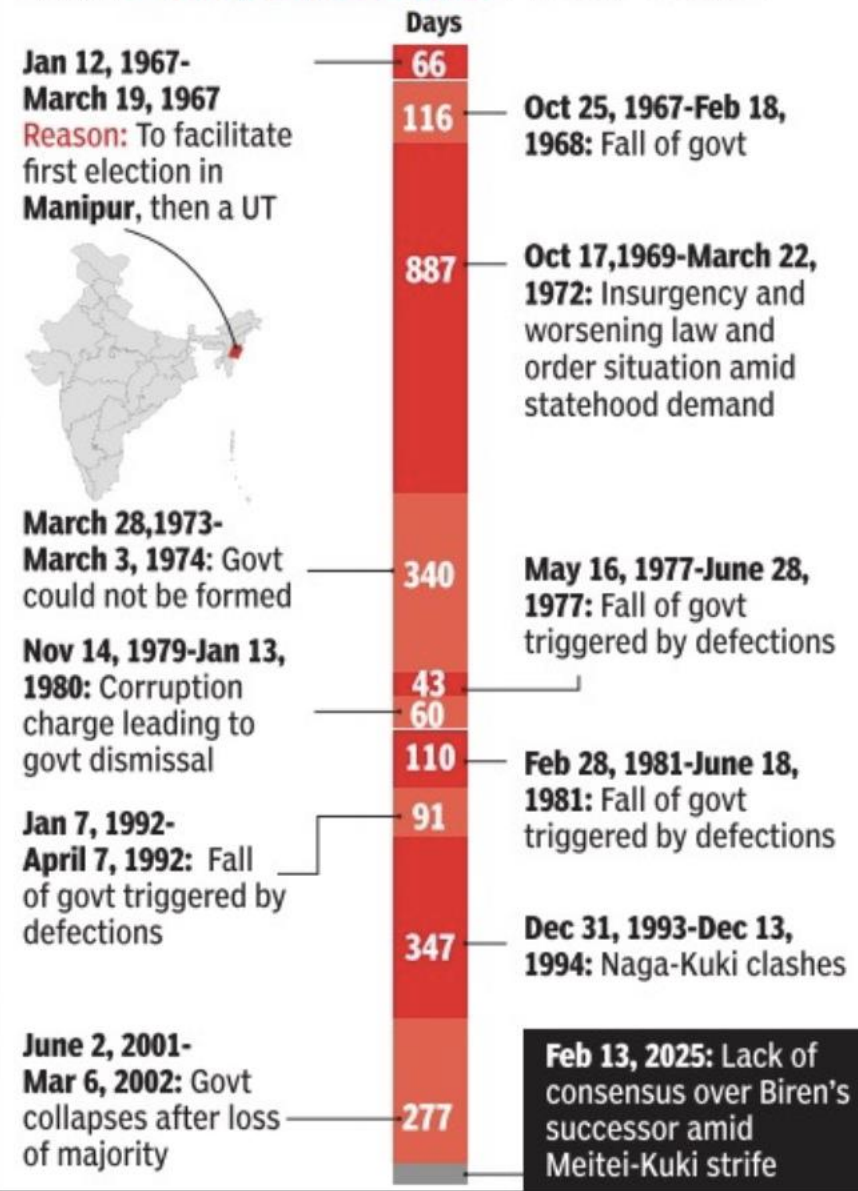 Days
Jan 12, 1967-
March 19, 1967
Reason: To facilitate
first election in
Manipur, then a UT
66
116
Oct 25, 1967-Feb 18,
1968: Fall of govt
887
Oct 17,1969-March 22,
1972: Insurgency and
worsening law and
order situation amid
statehood demand
March 28,1973-
March 3, 1974: Govt
could not be formed
340
May 16, 1977-June 28,
1977: Fall of govt
triggered by defections
43
Nov 14, 1979-Jan 13,
1980: Corruption
charge leading to
govt dismissal
60
110
Feb 28, 1981-June 18,
1981: Fall of govt
triggered by defections
Jan 7, 1992-
April 7, 1992: Fall
of govt triggered by
defections
91
347
Dec 31, 1993-Dec 13,
1994: Naga-Kuki clashes
June 2, 2001-
Mar 6, 2002: Govt
collapses after loss
of majority
277
Feb 13, 2025: Lack of
consensus over Biren's
successor amid
Meitei-Kuki strife